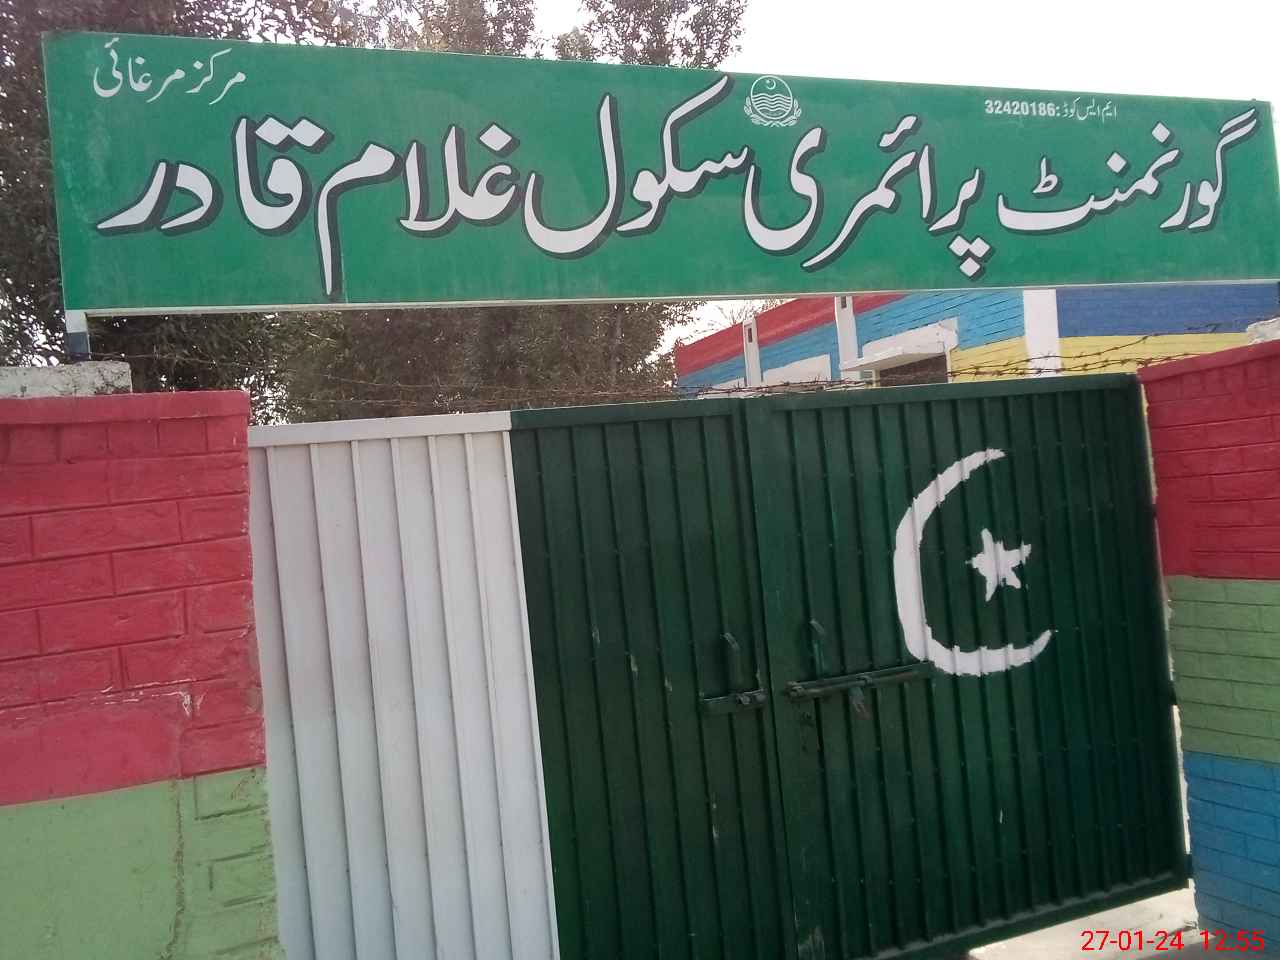 ایم ایس کوڈ: 32420186
مرکز مرغائی
گورنمنٹ پرائمری سکول غلام قادر
27-01-24 12:55